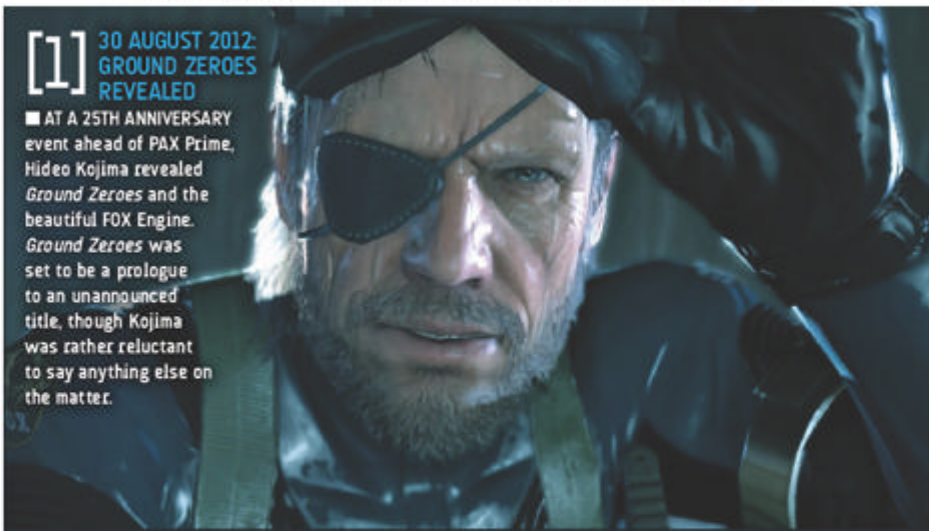 [1]
30 AUGUST 2012:
GROUND ZEROES
REVEALED
■ AT A 25TH ANNIVERSARY
event ahead of PAX Prime,
Hideo Kojima revealed
Ground Zeroes and the
beautiful FOX Engine.
Ground Zeroes was
set to be a prologue
to an unannounced
title, though Kojima
was rather reluctant
to say anything else on
the matter.